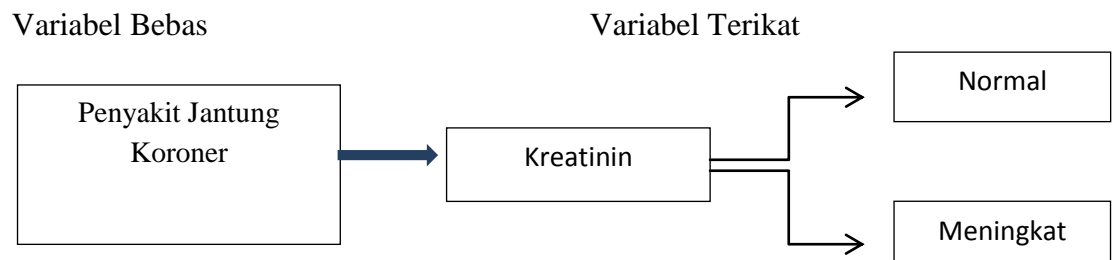 Variabel Bebas
Variabel Terikat
Penyakit Jantung
Koroner
Kreatinin
Normal
Meningkat